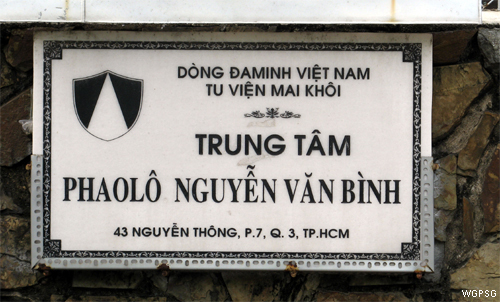 DÒNG ĐAMINH VIỆT NAM
TU VIỆN MAI KHÔI
TRUNG TÂM
PHAOLÔ NGUYỄN VĂN BÌNH
43 NGUYỄN THÔNG, P.7, Q. 3, TP.HCM
WGPSG